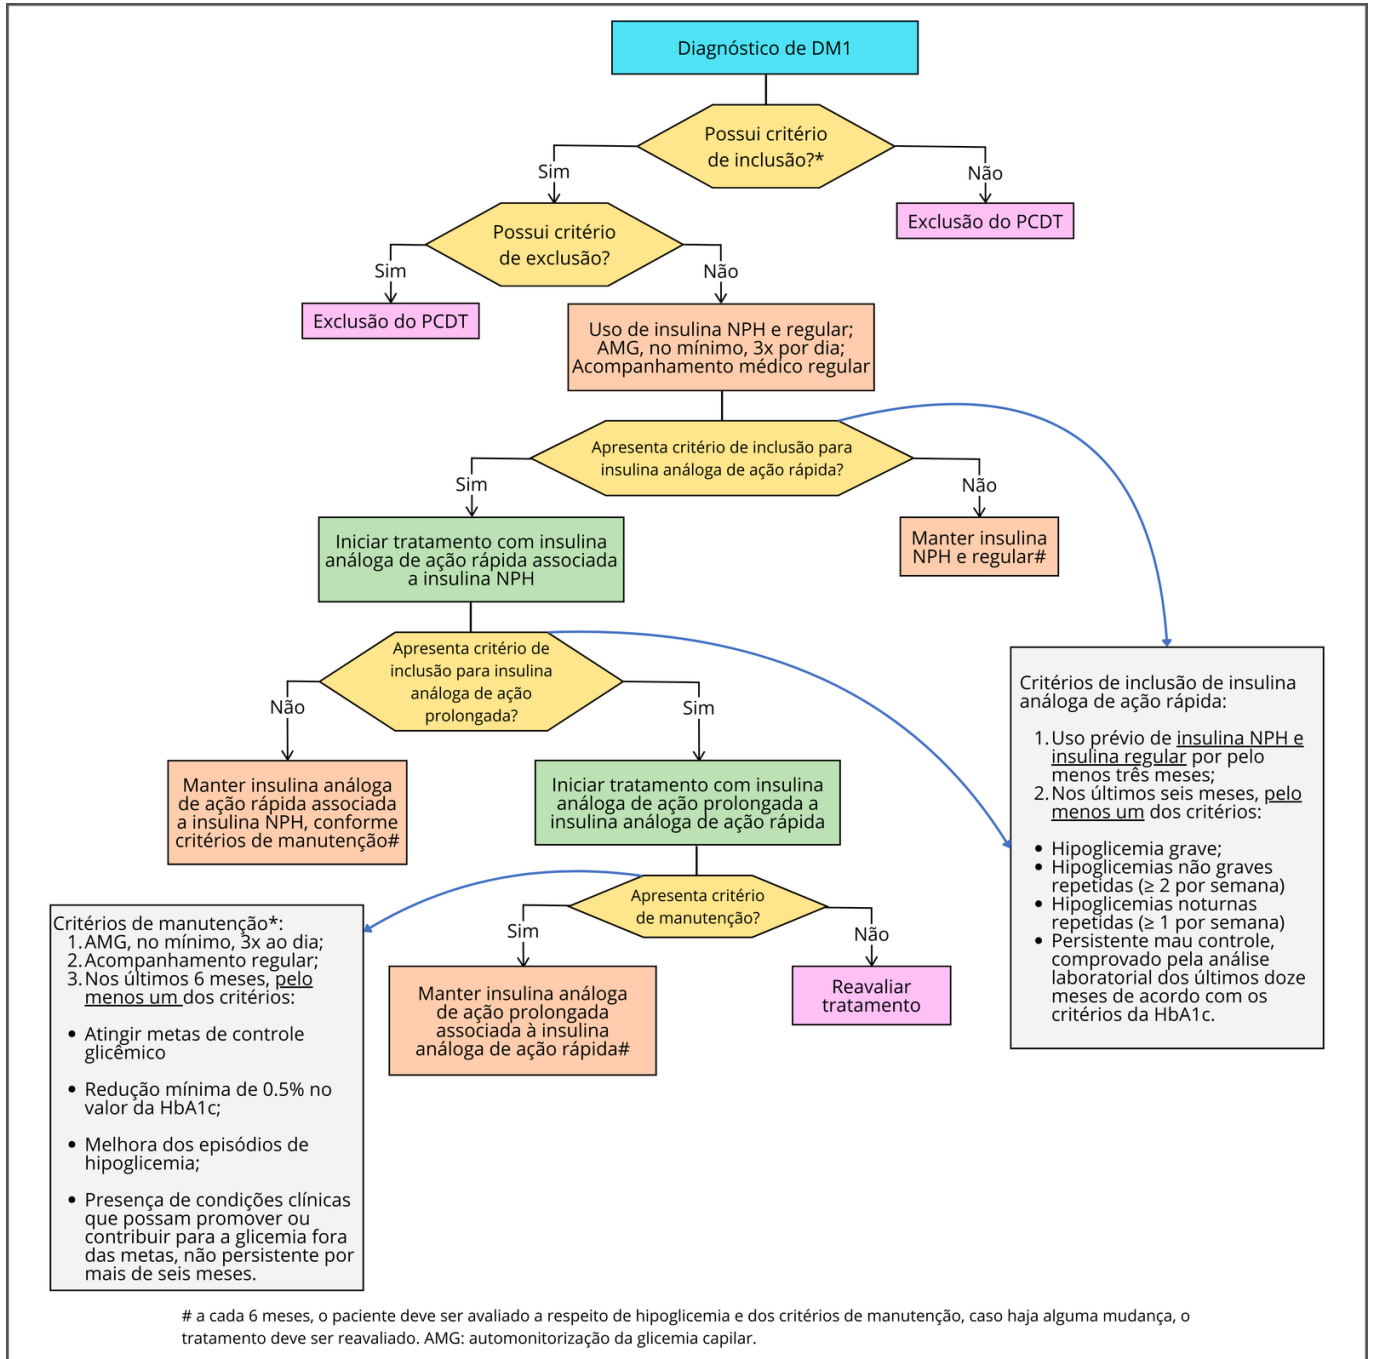 Diagnóstico de DM1
Possui critério
de inclusão?*
Sim
Não
Exclusão do PCDT
Possui critério
de exclusão?
Sim
Não
Exclusão do PCDT
Uso de insulina NPH e regular;
AMG, no mínimo, 3x por dia;
Acompanhamento médico regular
Apresenta critério de inclusão para
insulina análoga de ação rápida?
Sim
Não
Iniciar tratamento com insulina
análoga de ação rápida associada
a insulina NPH
Manter insulina
NPH e regular#
Apresenta critério de
inclusão para insulina
análoga de ação
prolongada?
Não
Sim
Manter insulina análoga
de ação rápida associada
a insulina NPH, conforme
critérios de manutenção#
Iniciar tratamento com insulina
análoga de ação prolongada a
insulina análoga de ação rápida
Critérios de inclusão de insulina
análoga de ação rápida:
1. Uso prévio de insulina NPH e
insulina regular por pelo
menos três meses;
2. Nos últimos seis meses, pelo
menos um dos critérios:
• Hipoglicemia grave;
• Hipoglicemias não graves
repetidas (≥ 2 por semana)
• Hipoglicemias noturnas
repetidas (≥ 1 por semana)
• Persistente mau controle,
comprovado pela análise
laboratorial dos últimos doze
meses de acordo com os
critérios da HbA1c.
Apresenta critério
de manutenção?
Sim
Não
Manter insulina análoga
de ação prolongada
associada à insulina
análoga de ação rápida#
Reavaliar
tratamento
Critérios de manutenção*:
1. AMG, no mínimo, 3x ao dia;
2. Acompanhamento regular;
3. Nos últimos 6 meses, pelo
menos um dos critérios:
• Atingir metas de controle
glicêmico
• Redução mínima de 0.5% no
valor da HbA1c;
• Melhora dos episódios de
hipoglicemia;
• Presença de condições clínicas
que possam promover ou
contribuir para a glicemia fora
das metas, não persistente por
mais de seis meses.
# a cada 6 meses, o paciente deve ser avaliado a respeito de hipoglicemia e dos critérios de manutenção, caso haja alguma mudança, o
tratamento deve ser reavaliado. AMG: automonitorização da glicemia capilar.